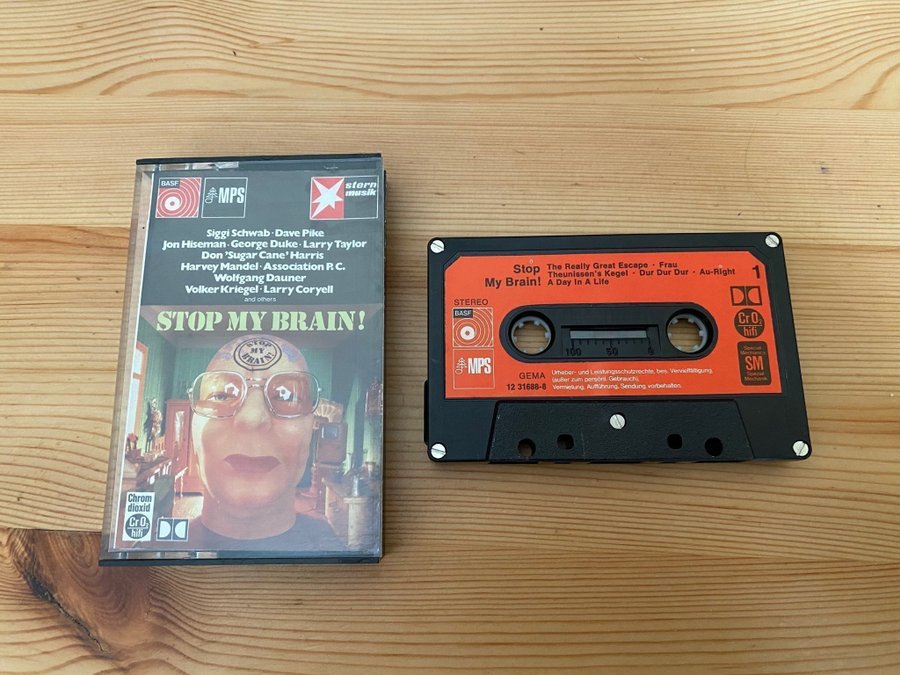 BASF
MPS
stern
musik
Siggi Schwab · Dave Pike
Jon Hiseman · George Duke · Larry Taylor
Don 'Sugar Cane' Harris
Harvey Mandel · Association P. C.
Wolfgang Dauner
Volker Kriegel · Larry Coryell
and others
STOP MY BRAIN!
STOP
MY
BRAIN!
Chrom
dioxid
CrO₂
hifi
Stop
My Brain!
The Really Great Escape · Frau
Theunissen's Kegel · Dur Dur Dur · Au-Right
A Day In A Life
1
STEREO
BASF
MPS
100 50 0
CrO₂
hifi
Special
Mechanics
SM
Special
Mechanik
GEMA
12 31688-8
Urheber- und Leistungsschutzrechte, bes. Vervielfältigung,
(außer zum persönl. Gebrauch),
Vermietung, Aufführung, Sendung vorbehalten.